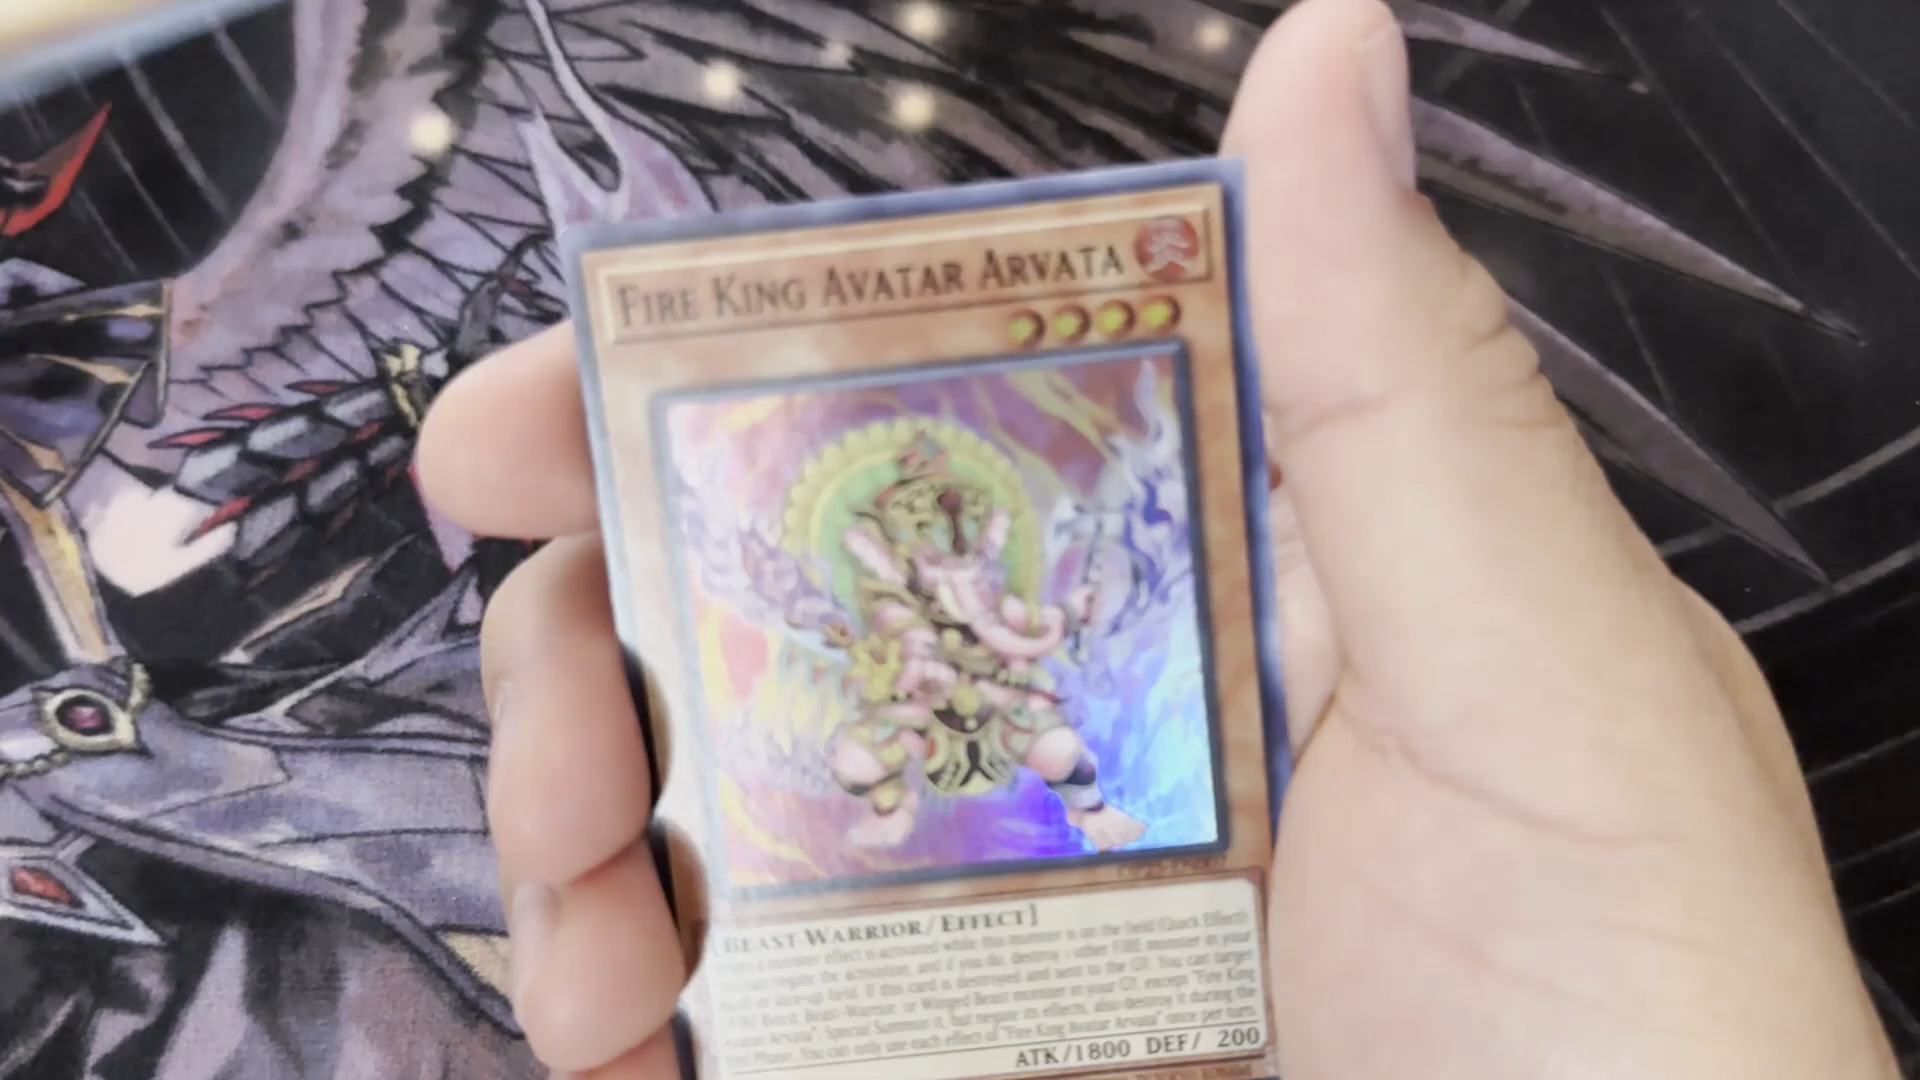 FIRE KING AVATAR ARVATA
炎
BEAST-WARRIOR/EFFECT]
a monster effect is activated while this monster is on the field (Quick Effect):
negate the activation, and if you do, destroy 1 other FIRE monster in your
or face-up field. If this card is destroyed and sent to the GY: You can target
FIRE Beast, Beast-Warrior, or Winged Beast monster in your GY, except "Fire King
Avatar Arvata"; Special Summon it, but negate its effects, also destroy it during the
End Phase. You can only use each effect of "Fire King Avatar Arvata" once per turn.
ATK/1800 DEF/ 200